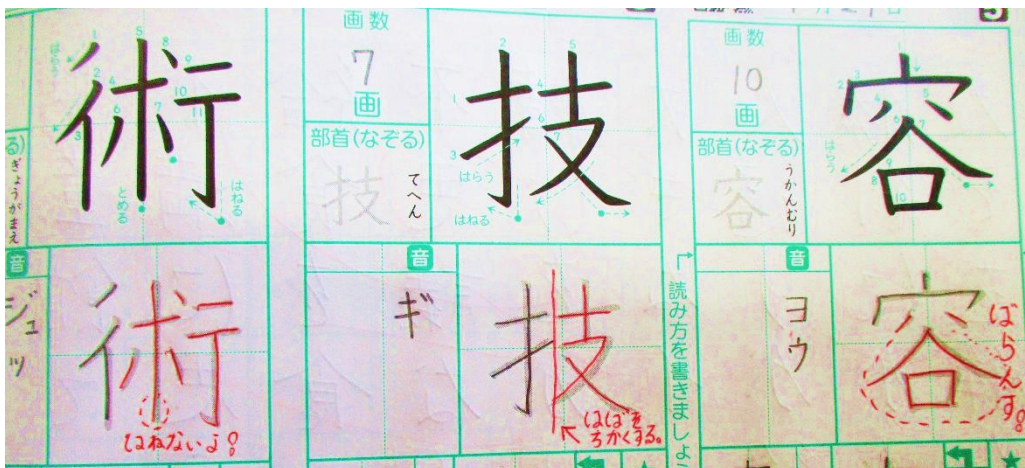 5
画数
10
画
部首(なぞる)
容
うかんむり
容
音
ヨウ
容
ばらんす。
はらう
読み方を書きましょう
画数
7
画
部首(なぞる)
技
てへん
技
はらう
はねる
音
ギ
技
はばを
ちかくする。
術
はらう
とめる
はねる
る)
ぎょうがまえ
音
ジュツ
術
はねないよ!